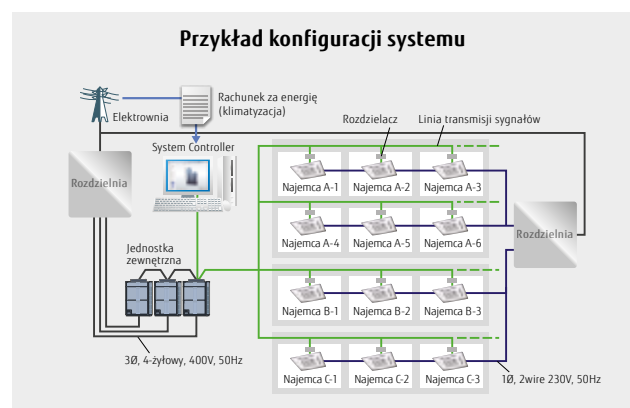 Przykład konfiguracji systemu
Elektrownia
Rachunek za energię
(klimatyzacja)
Rozdzielacz
Linia transmisji sygnałów
System Controller
Rozdzielnia
Najemca A-1
Najemca A-2
Najemca A-3
Rozdzielnia
Najemca A-4
Najemca A-5
Najemca A-6
Jednostka
zewnętrzna
Najemca B-1
Najemca B-2
Najemca B-3
3Ø, 4-żyłowy, 400V, 50Hz
Najemca C-1
Najemca C-2
Najemca C-3
1Ø, 2wire 230V, 50Hz